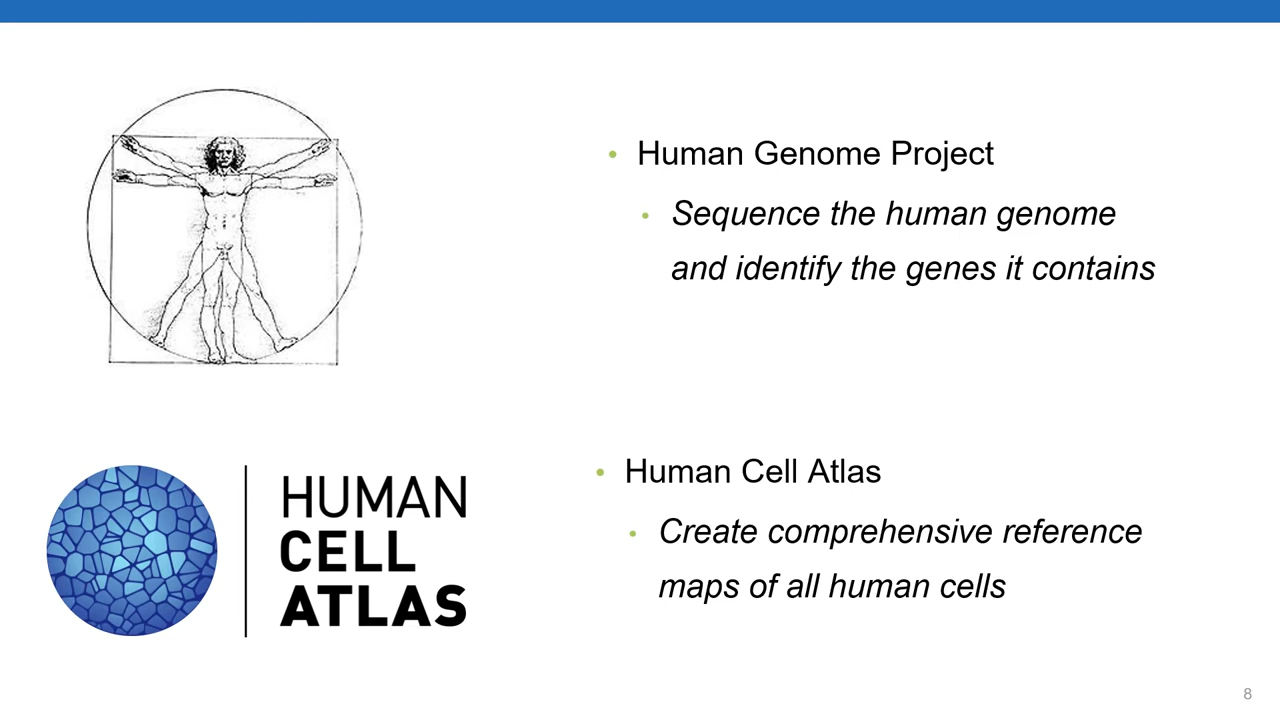 • Human Genome Project
• Sequence the human genome
and identify the genes it contains
HUMAN
CELL
ATLAS
• Human Cell Atlas
• Create comprehensive reference
maps of all human cells
8